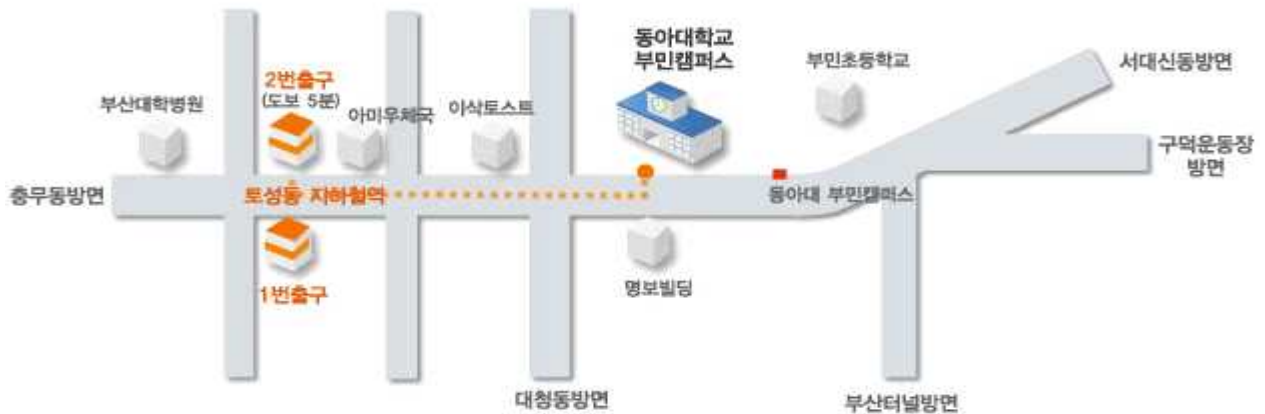 동아대학교
부민캠퍼스
부민초등학교
서대신동방면
2번출구
(도보 5분)
부산대학병원
아미우체국
이삭토스트
구덕운동장
방면
충무동방면
토성동 지하철역
동아대 부민캠퍼스
1번출구
명보빌딩
대청동방면
부산터널방면